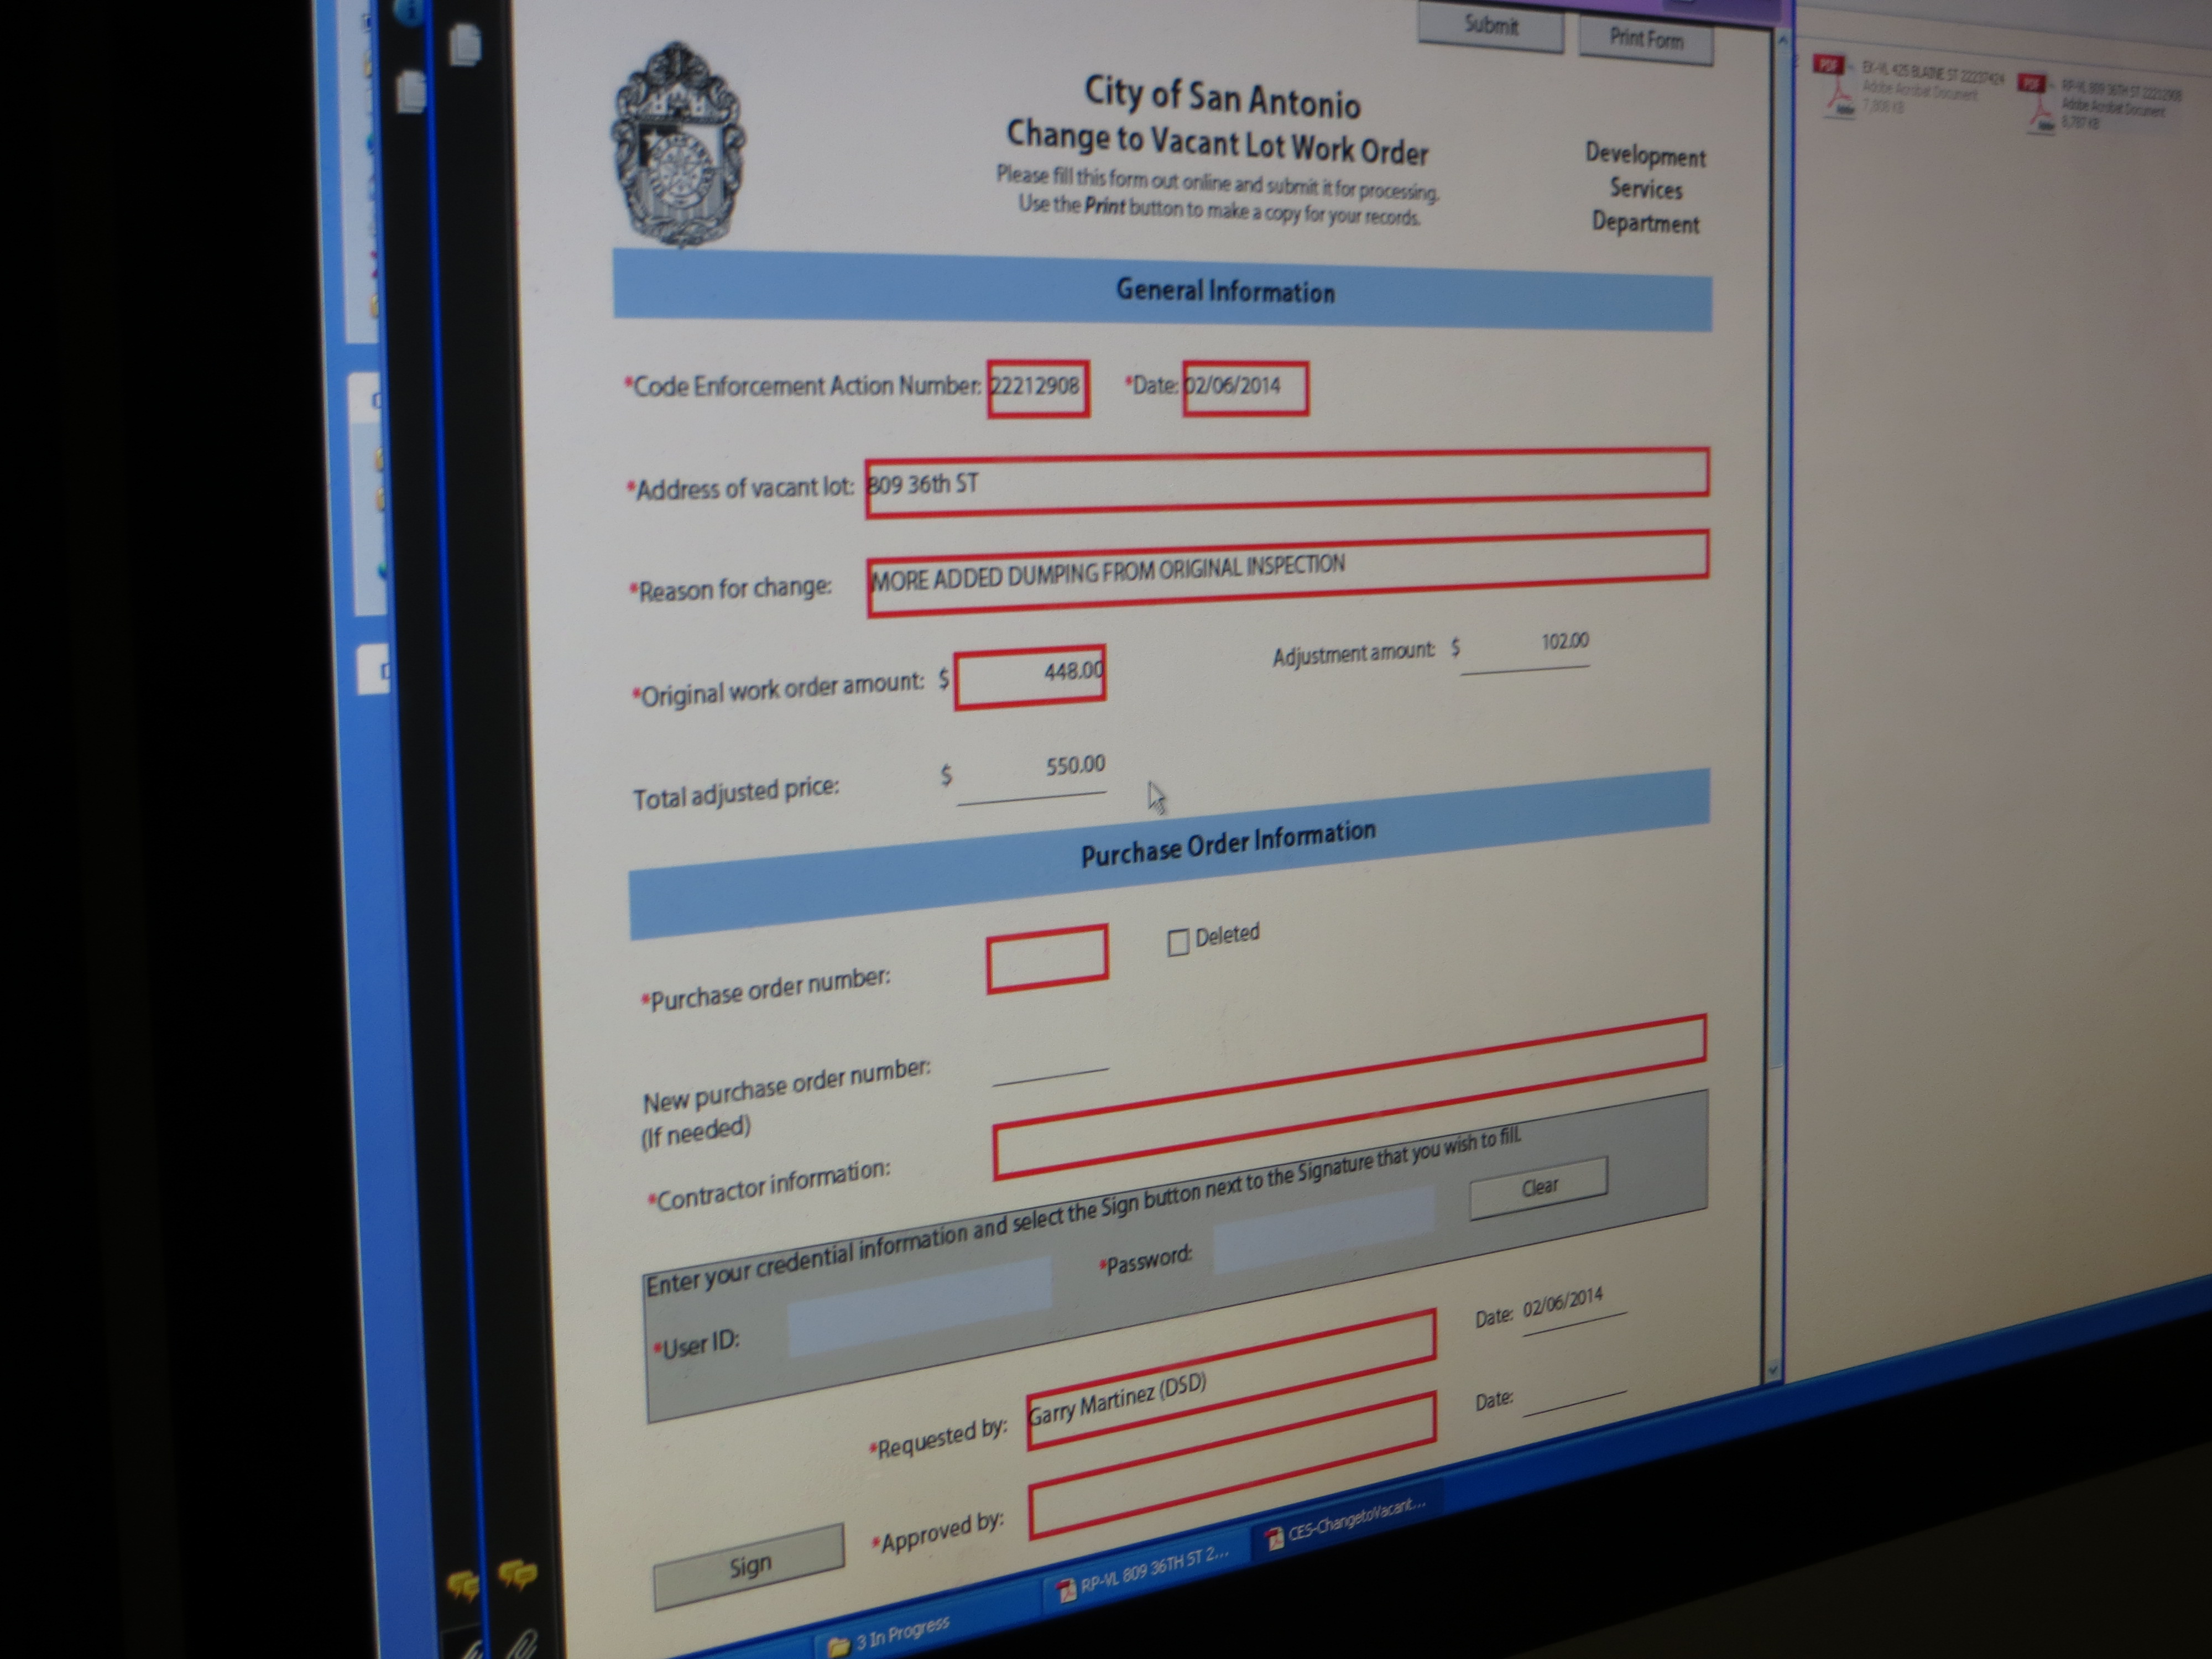 Submit
Print Form
City of San Antonio
Change to Vacant Lot Work Order
Please fill this form out online and submit it for processing.
Use the Print button to make a copy for your records.
Development
Services
Department
PDF
EX-VL 425 BLAINE ST 22237424
Adobe Acrobat Document
7,808 KB
PDF
RP-VL 809 36TH ST 22212908
Adobe Acrobat Document
8,787 KB
General Information
*Code Enforcement Action Number: 22212908 *Date: 02/06/2014
*Address of vacant lot: 809 36th ST
*Reason for change: MORE ADDED DUMPING FROM ORIGINAL INSPECTION
*Original work order amount: $ 448.00 Adjustment amount: $ 102.00
Total adjusted price: $ 550.00
Purchase Order Information
*Purchase order number: Deleted
New purchase order number:
(If needed)
*Contractor information:
Enter your credential information and select the Sign button next to the Signature that you wish to fill.
*User ID: *Password: Clear
*Requested by: Garry Martinez (DSD) Date: 02/06/2014
Sign *Approved by: Date:
3 In Progress
RP-VL 809 36TH ST 2...
CES-ChangetoVacant...